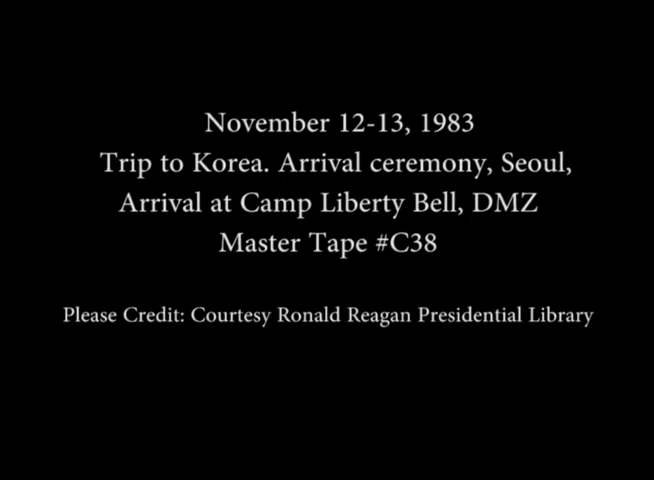 November 12-13, 1983
Trip to Korea. Arrival ceremony, Seoul,
Arrival at Camp Liberty Bell, DMZ
Master Tape #C38
Please Credit: Courtesy Ronald Reagan Presidential Library